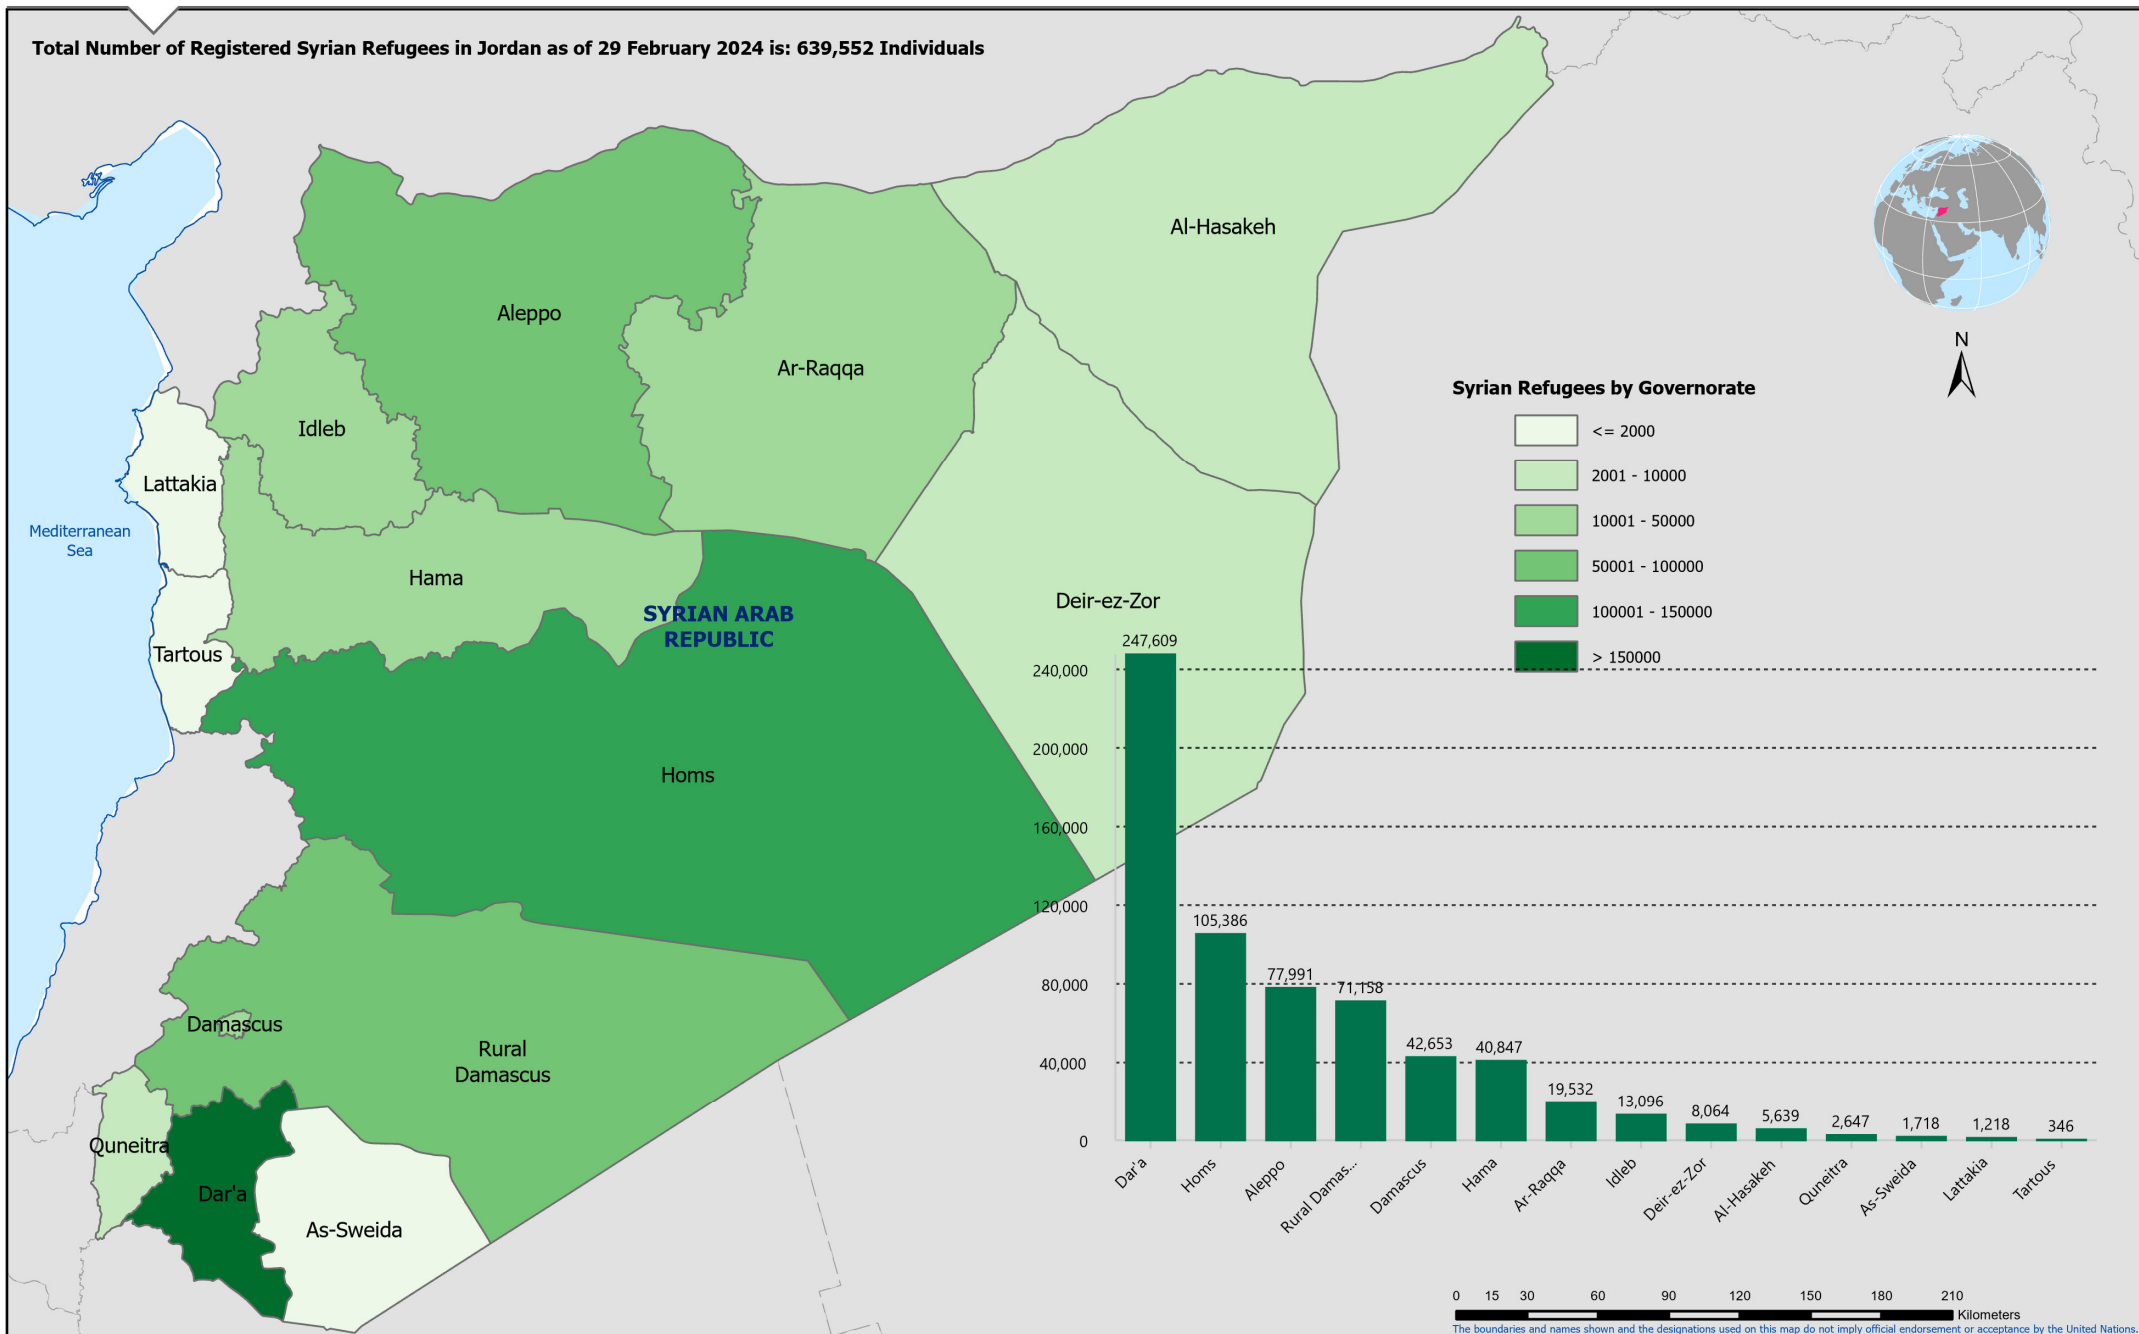 Total Number of Registered Syrian Refugees in Jordan as of 29 February 2024 is: 639,552 Individuals
Al-Hasakeh
Aleppo
Ar-Raqqa
Idleb
Lattakia
Mediterranean
Sea
Hama
Deir-ez-Zor
SYRIAN ARAB
REPUBLIC
Tartous
Homs
Damascus
Rural
Damascus
Quneitra
Dar'a
As-Sweida
N
Syrian Refugees by Governorate
<= 2000
2001 - 10000
10001 - 50000
50001 - 100000
100001 - 150000
> 150000
240,000
200,000
160,000
120,000
80,000
40,000
0
247,609
105,386
77,991
71,158
42,653
40,847
19,532
13,096
8,064
5,639
2,647
1,718
1,218
346
Dar'a
Homs
Aleppo
Rural Damas...
Damascus
Hama
Ar-Raqqa
Idleb
Deir-ez-Zor
Al-Hasakeh
Quneitra
As-Sweida
Lattakia
Tartous
0 15 30 60 90 120 150 180 210
Kilometers
The boundaries and names shown and the designations used on this map do not imply official endorsement or acceptance by the United Nations.